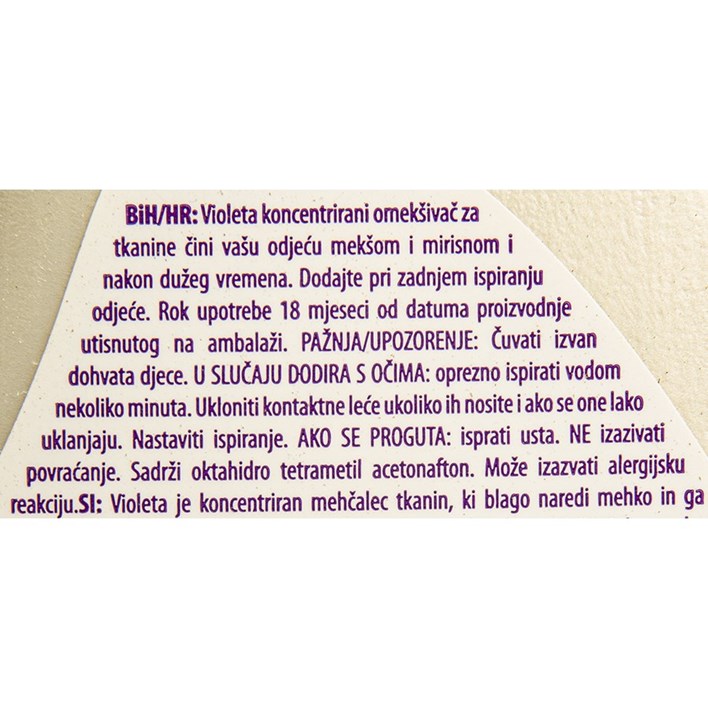 BiH/HR: Violeta koncentrirani omekšivač za
tkanine čini vašu odjeću mekšom i mirisnom i
nakon dužeg vremena. Dodajte pri zadnjem ispiranju
odjeće. Rok upotrebe 18 mjeseci od datuma proizvodnje
utisnutog na ambalaži. PAŽNJA/UPOZORENJE: Čuvati izvan
dohvata djece. U SLUČAJU DODIRA S OČIMA: oprezno ispirati vodom
nekoliko minuta. Ukloniti kontaktne leće ukoliko ih nosite i ako se one lako
uklanjaju. Nastaviti ispiranje. AKO SE PROGUTA: isprati usta. NE izazivati
povraćanje. Sadrži oktahidro tetrametil acetonafton. Može izazvati alergijsku
reakciju.SI: Violeta je koncentriran mehčalec tkanin, ki blago naredi mehko in ga